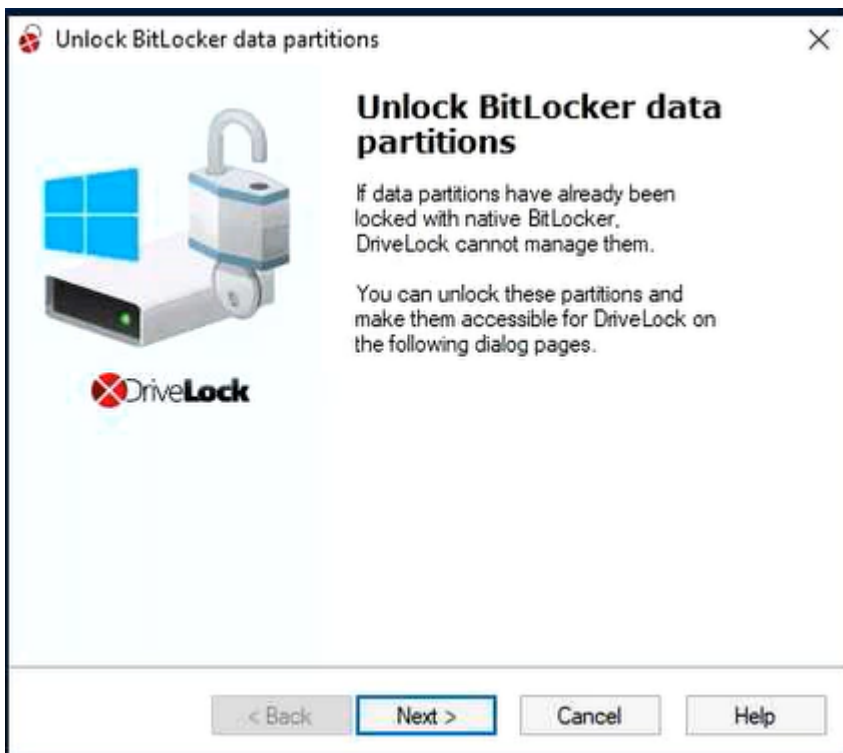 Unlock BitLocker data partitions
Unlock BitLocker data
partitions
If data partitions have already been
locked with native BitLocker,
DriveLock cannot manage them.
You can unlock these partitions and
make them accessible for DriveLock on
the following dialog pages.
DriveLock
< Back
Next >
Cancel
Help